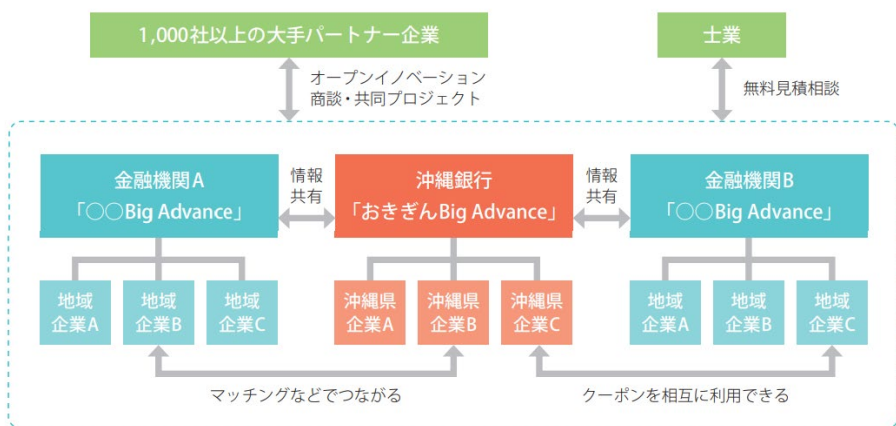 1,000社以上の大手パートナー企業
士業
オープンイノベーション
商談・共同プロジェクト
無料見積相談
金融機関A
「○○Big Advance」
情報
共有
沖縄銀行
「おきぎんBig Advance」
情報
共有
金融機関B
「○○Big Advance」
地域
企業A
地域
企業B
地域
企業C
沖縄県
企業A
沖縄県
企業B
沖縄県
企業C
地域
企業A
地域
企業B
地域
企業C
マッチングなどでつながる
クーポンを相互に利用できる